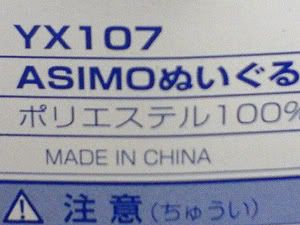 YX107
ASIMOぬいぐる
ポリエステル100%
MADE IN CHINA
⚠ 注意(ちゅうい)